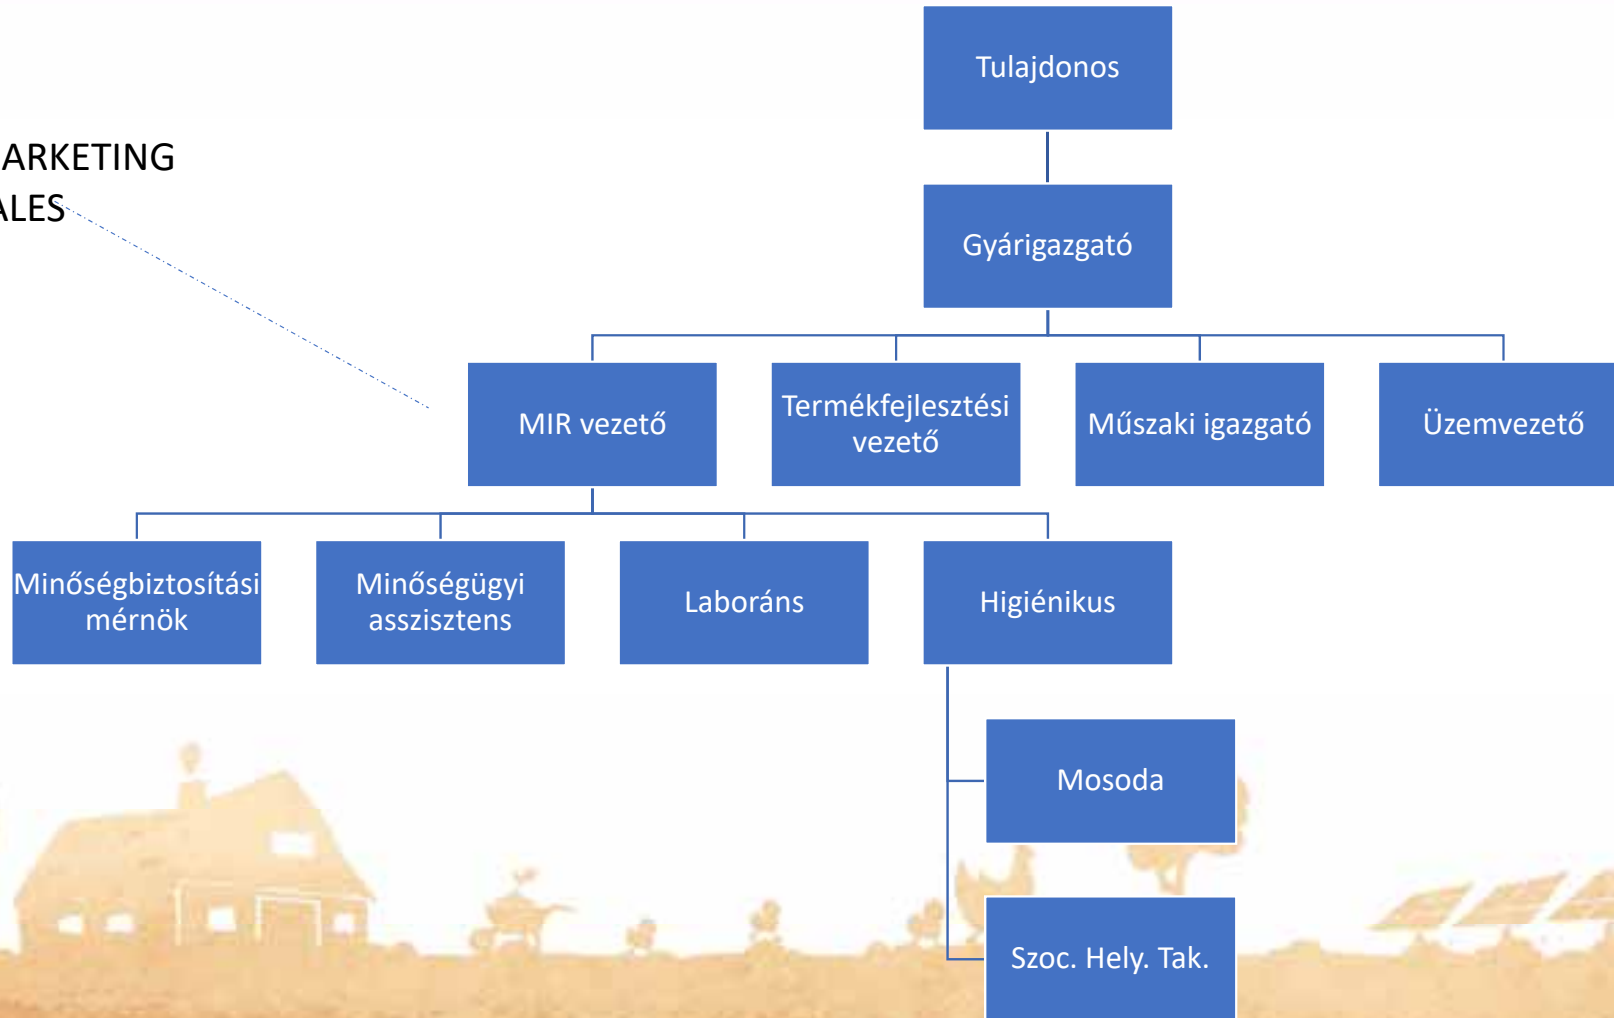 Tulajdonos
ARKETING
ALES
Gyárigazgató
MIR vezető
Termékfejlesztési
vezető
Műszaki igazgató
Üzemvezető
Minőségbiztosítási
mérnök
Minőségügyi
asszisztens
Laboráns
Higiénikus
Mosoda
Szoc. Hely. Tak.